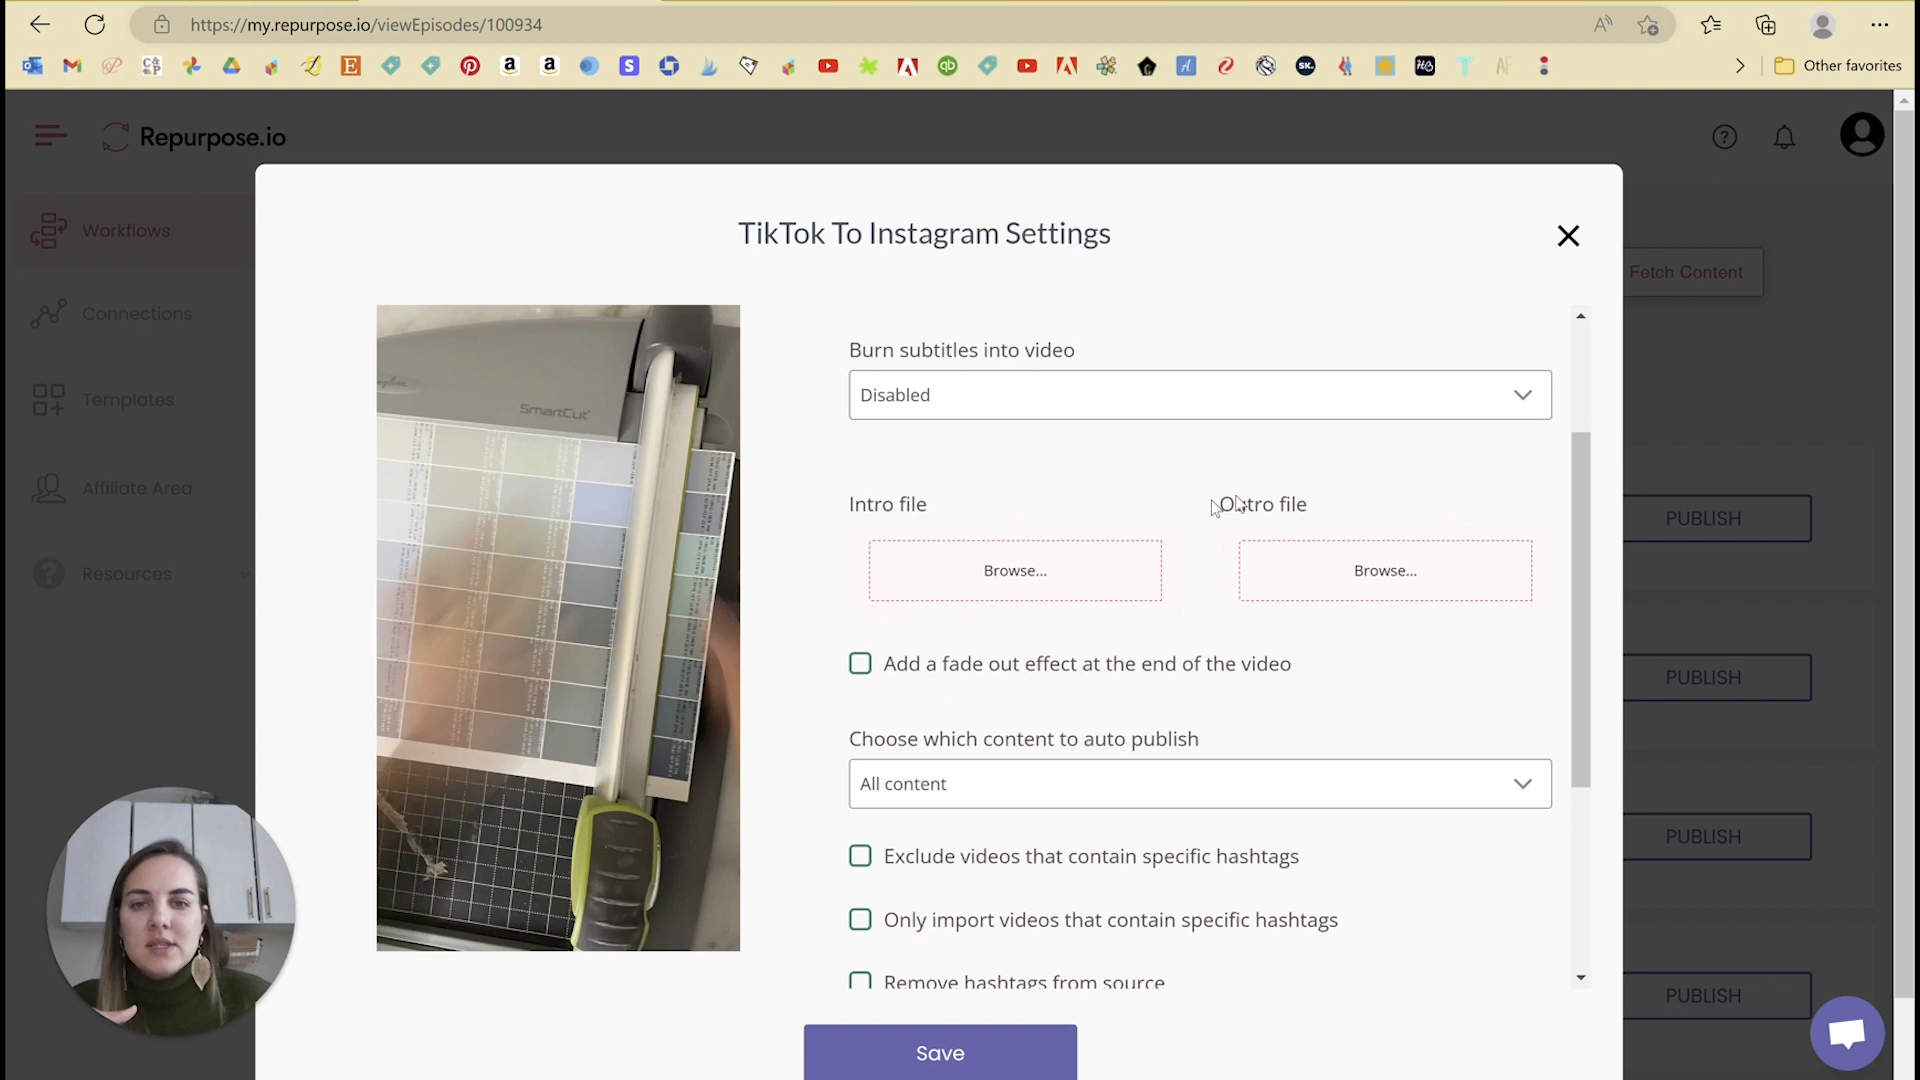 https://my.repurpose.io/viewEpisodes/100934
Other favorites
Repurpose.io
Workflows
Connections
Templates
Affiliate Area
Resources
Fetch Content
PUBLISH
PUBLISH
PUBLISH
PUBLISH
TikTok To Instagram Settings
SmartCut
Burn subtitles into video
Disabled
Intro file
Outro file
Browse...
Browse...
Add a fade out effect at the end of the video
Choose which content to auto publish
All content
Exclude videos that contain specific hashtags
Only import videos that contain specific hashtags
Remove hashtags from source
Save